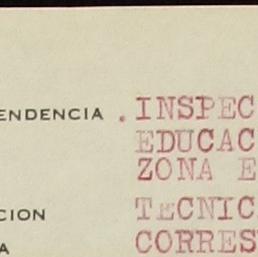 ENDENCIA . INSPEC
EDUCAC
ZONA E
CION TECNIC
A CORRES